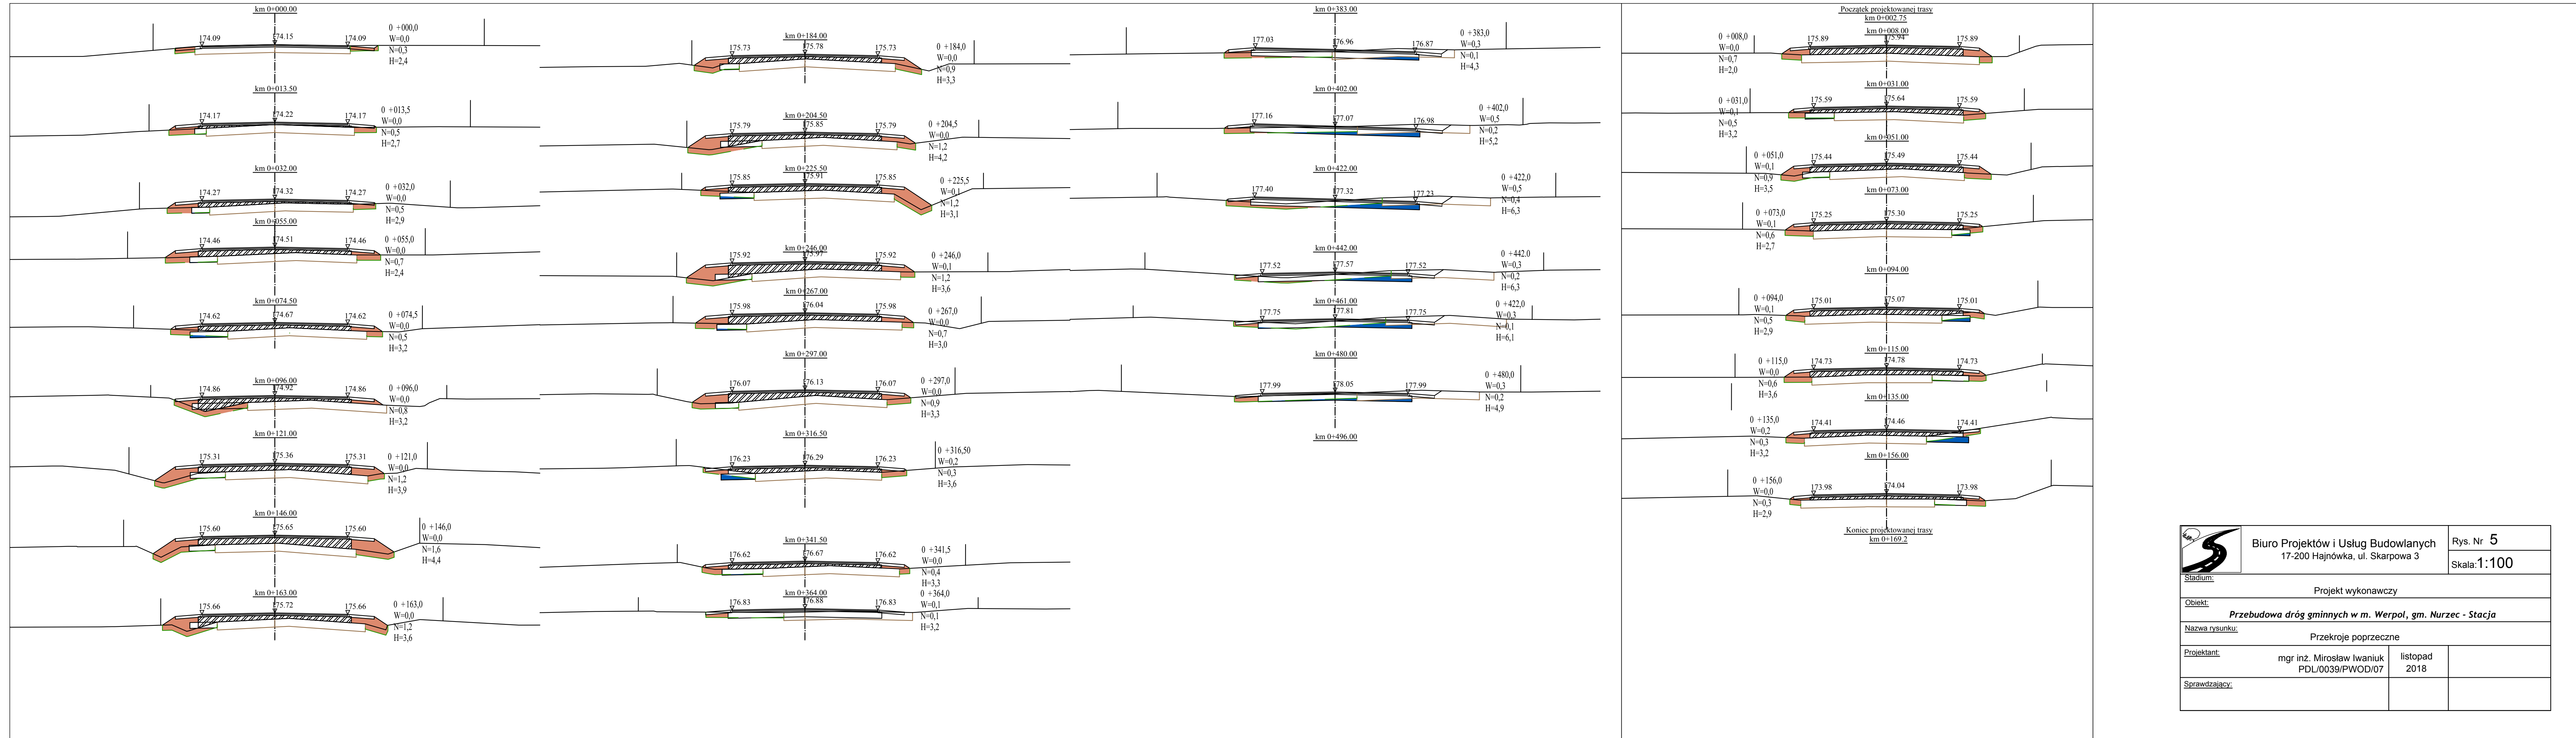 km 0+000.00
174.09
174.15
174.09
0 +000,0
W=0,0
N=0,3
H=2,4
km 0+013.50
174.17
174.22
174.17
0 +013,5
W=0,0
N=0,5
H=2,7
km 0+032.00
174.27
174.32
174.27
0 +032,0
W=0,0
N=0,5
H=2,9
km 0+055.00
174.46
174.51
174.46
0 +055,0
W=0,0
N=0,7
H=2,4
km 0+074.50
174.62
174.67
174.62
0 +074,5
W=0,0
N=0,5
H=3,2
km 0+096.00
174.86
174.92
174.86
0 +096,0
W=0,0
N=0,8
H=3,2
km 0+121.00
175.31
175.36
175.31
0 +121,0
W=0,0
N=1,2
H=3,9
km 0+146.00
175.60
175.65
175.60
0 +146,0
W=0,0
N=1,6
H=4,4
km 0+163.00
175.66
175.72
175.66
0 +163,0
W=0,0
N=1,2
H=3,6
km 0+184.00
175.73
175.78
175.73
0 +184,0
W=0,0
N=0,9
H=3,3
km 0+204.50
175.79
175.85
175.79
0 +204,5
W=0,0
N=1,2
H=4,2
km 0+225.50
175.85
175.91
175.85
0 +225,5
W=0,1
N=1,2
H=3,1
km 0+246.00
175.92
175.97
175.92
0 +246,0
W=0,1
N=1,2
H=3,6
km 0+267.00
175.98
176.04
175.98
0 +267,0
W=0,0
N=0,7
H=3,0
km 0+297.00
176.07
176.13
176.07
0 +297,0
W=0,0
N=0,9
H=3,3
km 0+316.50
176.23
176.29
176.23
0 +316,50
W=0,2
N=0,3
H=3,6
km 0+341.50
176.62
176.67
176.62
0 +341,5
W=0,0
N=0,4
H=3,3
km 0+364.00
176.83
176.88
176.83
0 +364,0
W=0,1
N=0,1
H=3,2
km 0+383.00
177.03
176.96
176.87
0 +383,0
W=0,3
N=0,1
H=4,3
km 0+402.00
177.16
177.07
176.98
0 +402,0
W=0,5
N=0,2
H=5,2
km 0+422.00
177.40
177.32
177.23
0 +422,0
W=0,5
N=0,4
H=6,3
km 0+442.00
177.52
177.57
177.52
0 +442,0
W=0,3
N=0,2
H=6,3
km 0+461.00
177.75
177.81
177.75
0 +422,0
W=0,3
N=0,1
H=6,1
km 0+480.00
177.99
178.05
177.99
0 +480,0
W=0,3
N=0,2
H=4,9
km 0+496.00
Początek projektowanej trasy
km 0+002.75
km 0+008.00
175.89
175.94
175.89
0 +008,0
W=0,0
N=0,7
H=2,0
km 0+031.00
175.59
175.64
175.59
0 +031,0
W=0,1
N=0,5
H=3,2
km 0+051.00
175.44
175.49
175.44
0 +051,0
W=0,1
N=0,9
H=3,5
km 0+073.00
175.25
175.30
175.25
0 +073,0
W=0,1
N=0,6
H=2,7
km 0+094.00
175.01
175.07
175.01
0 +094,0
W=0,1
N=0,5
H=2,9
km 0+115.00
174.73
174.78
174.73
0 +115,0
W=0,0
N=0,6
H=3,6
km 0+135.00
174.41
174.46
174.41
0 +135,0
W=0,2
N=0,3
H=3,2
km 0+156.00
173.98
174.04
173.98
0 +156,0
W=0,0
N=0,3
H=2,9
Koniec projektowanej trasy
km 0+169.2
Biuro Projektów i Usług Budowlanych
17-200 Hajnówka, ul. Skarpowa 3
Rys. Nr 5
Skala:1:100
Stadium:
Projekt wykonawczy
Obiekt:
Przebudowa dróg gminnych w m. Werpol, gm. Nurzec - Stacja
Nazwa rysunku:
Przekroje poprzeczne
Projektant:
mgr inż. Mirosław Iwaniuk
PDL/0039/PWOD/07
listopad
2018
Sprawdzający: